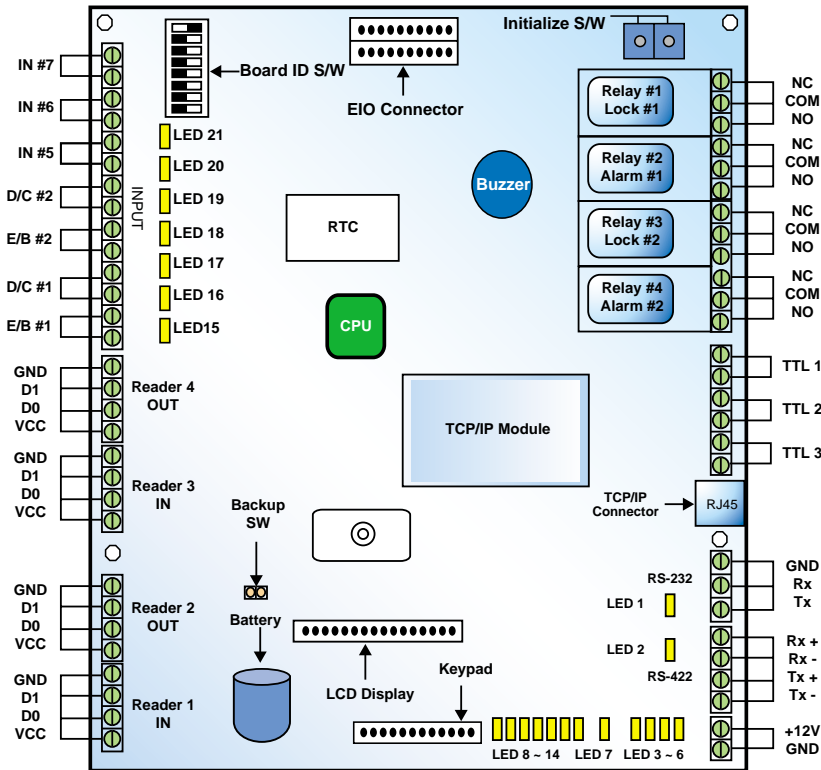 Initialize S/W
IN #7
IN #6
IN #5
D/C #2
E/B #2
D/C #1
E/B #1
INPUT
Board ID S/W
EIO Connector
LED 21
LED 20
LED 19
LED 18
LED 17
LED 16
LED15
RTC
CPU
Buzzer
Relay #1
Lock #1
Relay #2
Alarm #1
Relay #3
Lock #2
Relay #4
Alarm #2
NC
COM
NO
NC
COM
NO
NC
COM
NO
NC
COM
NO
TTL 1
TTL 2
TTL 3
GND
D1
D0
VCC
Reader 4
OUT
GND
D1
D0
VCC
Reader 3
IN
TCP/IP Module
TCP/IP
Connector
RJ45
Backup
SW
GND
D1
D0
VCC
Reader 2
OUT
GND
D1
D0
VCC
Reader 1
IN
Battery
LCD Display
Keypad
RS-232
LED 1
LED 2
RS-422
GND
Rx
Tx
Rx +
Rx -
Tx +
Tx -
+12V
GND
LED 8 ~ 14
LED 7
LED 3 ~ 6